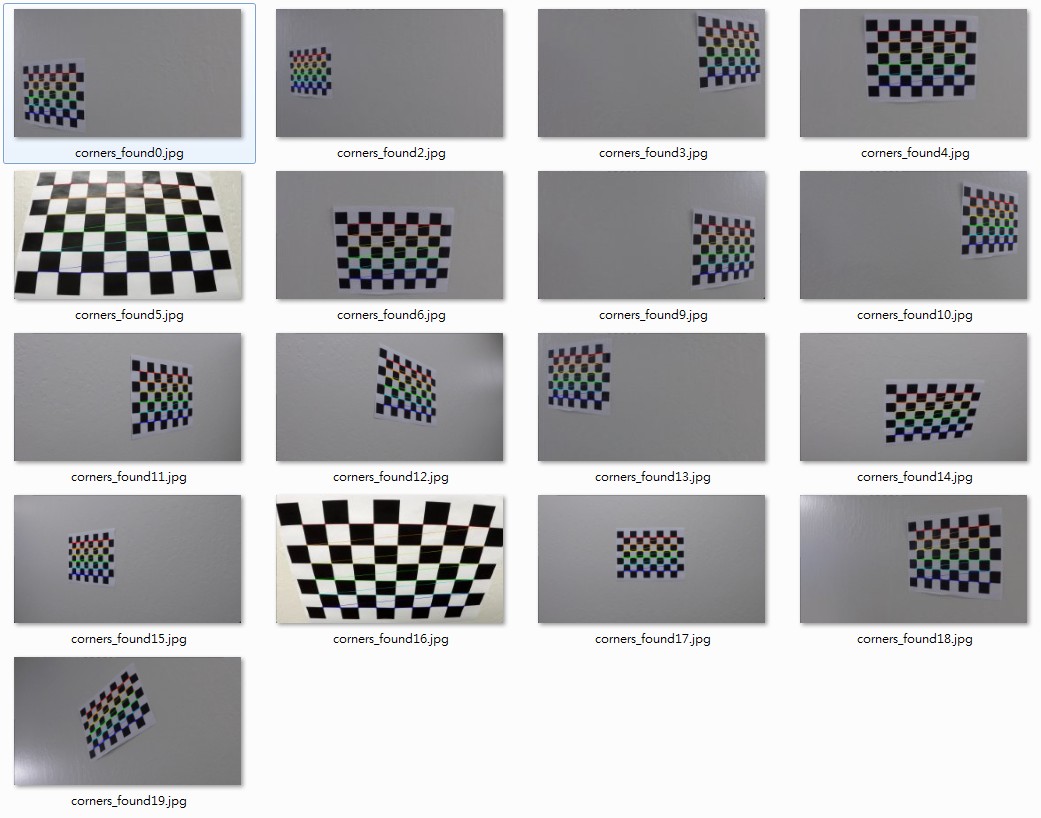 corners_found0.jpg
corners_found2.jpg
corners_found3.jpg
corners_found4.jpg
corners_found5.jpg
corners_found6.jpg
corners_found9.jpg
corners_found10.jpg
corners_found11.jpg
corners_found12.jpg
corners_found13.jpg
corners_found14.jpg
corners_found15.jpg
corners_found16.jpg
corners_found17.jpg
corners_found18.jpg
corners_found19.jpg